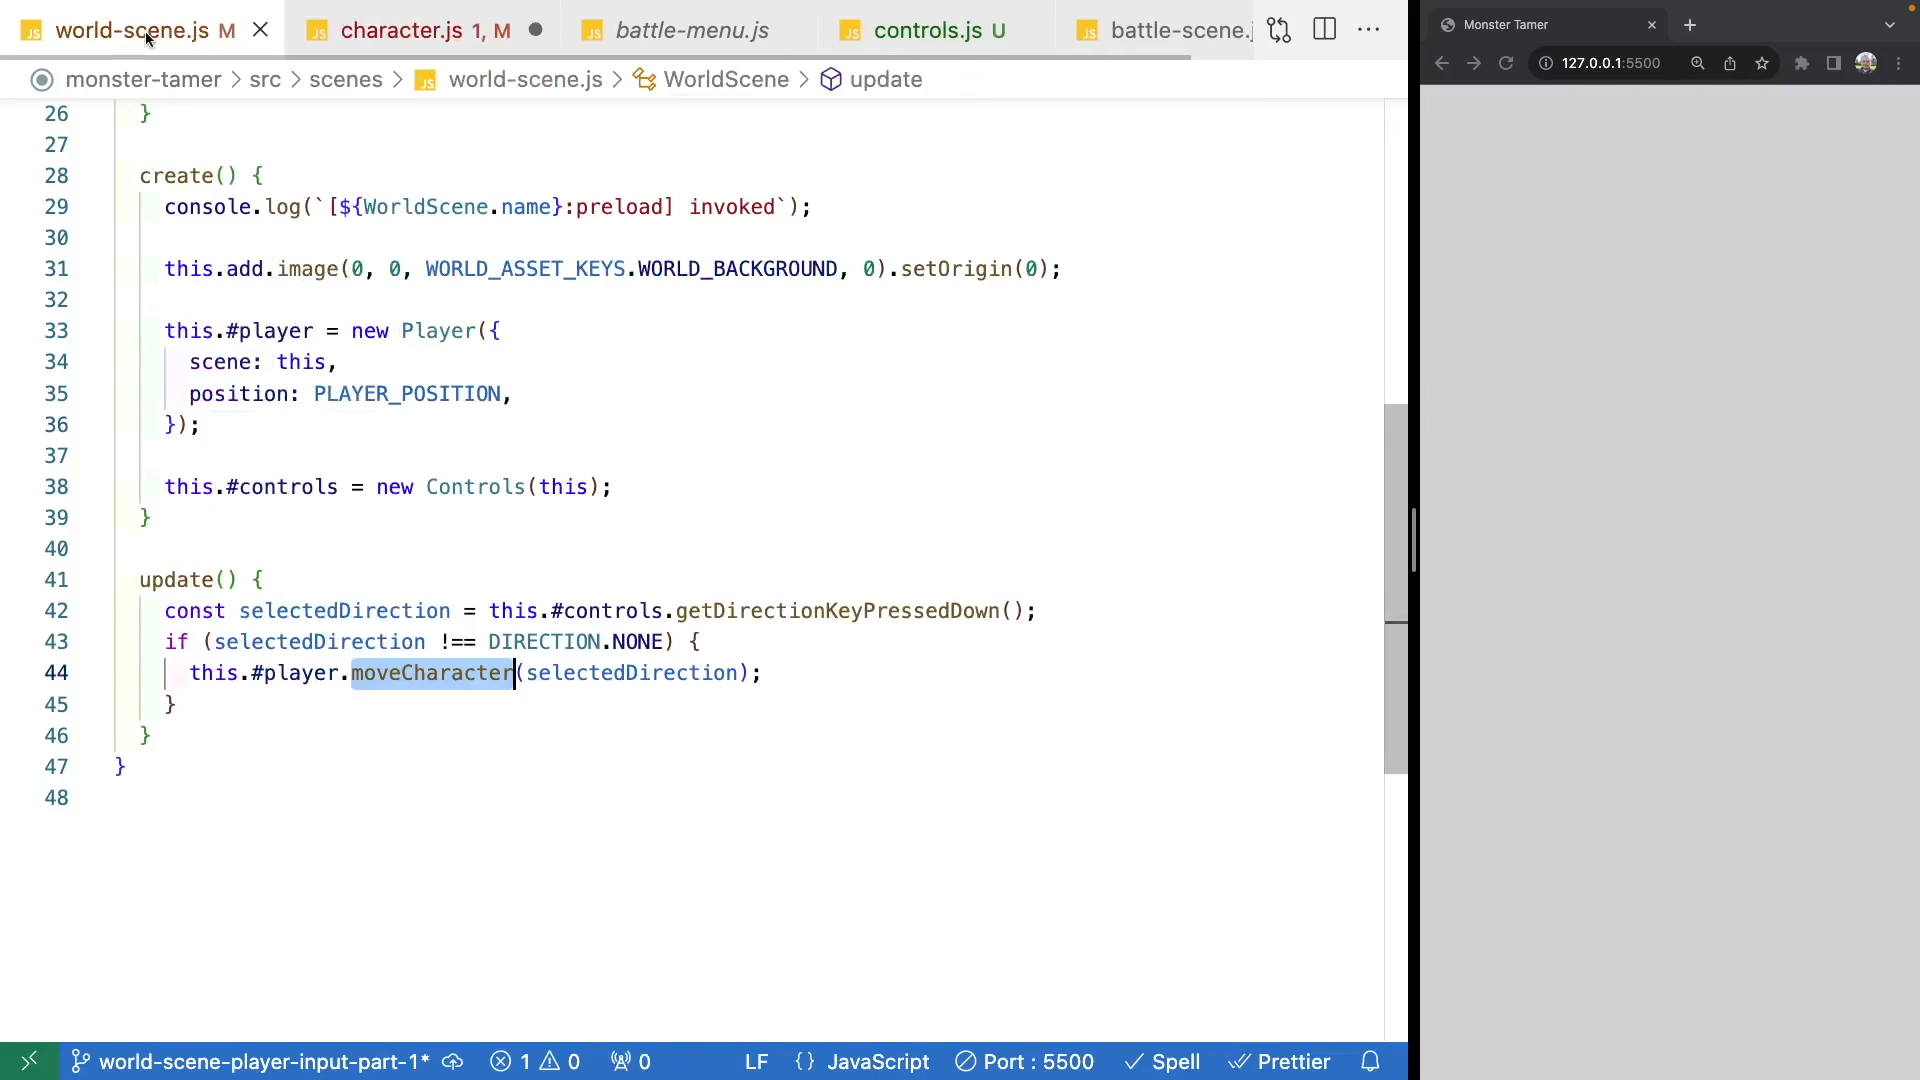 world-scene.js M
character.js 1, M
battle-menu.js
controls.js U
battle-scene.j
monster-tamer > src > scenes > world-scene.js > WorldScene > update
26 }
27
28 create() {
29 console.log(`[${WorldScene.name}:preload] invoked`);
30
31 this.add.image(0, 0, WORLD_ASSET_KEYS.WORLD_BACKGROUND, 0).setOrigin(0);
32
33 this.#player = new Player({
34 scene: this,
35 position: PLAYER_POSITION,
36 });
37
38 this.#controls = new Controls(this);
39 }
40
41 update() {
42 const selectedDirection = this.#controls.getDirectionKeyPressedDown();
43 if (selectedDirection !== DIRECTION.NONE) {
44 this.#player.moveCharacter(selectedDirection);
45 }
46 }
47 }
48
world-scene-player-input-part-1* 1 0 0 LF {} JavaScript Port : 5500 Spell Prettier
Monster Tamer
127.0.0.1:5500